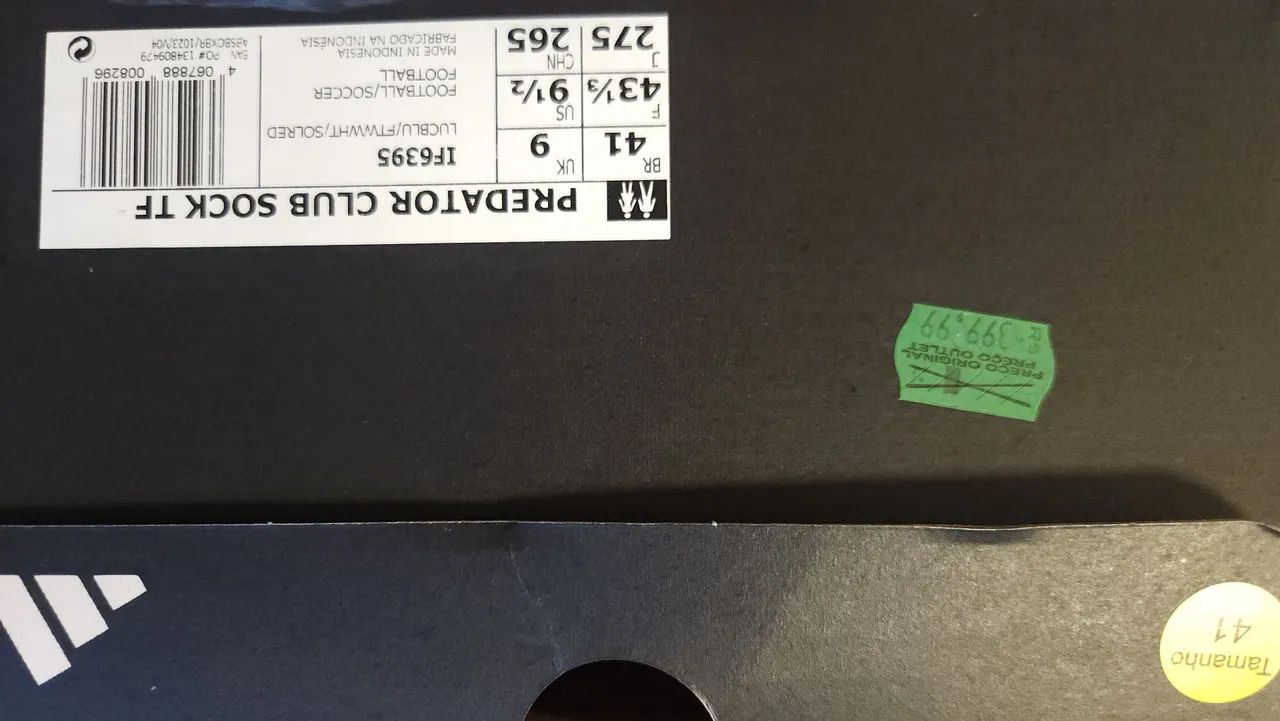 Tamanho
41
PREÇO ORIGINAL
PREÇO OUTLET
R$ 399,99
PREDATOR CLUB SOCK TF
BR 41 UK 9
F 43⅓ US 9½
J 275 CHN 265
IF6395
LUCBLU/FTWWHT/SOLRED
FOOTBALL/SOCCER
FOOTBALL
MADE IN INDONESIA
FABRICADO NA INDONÉSIA
4 067888 008296
EAN PO# 134809479